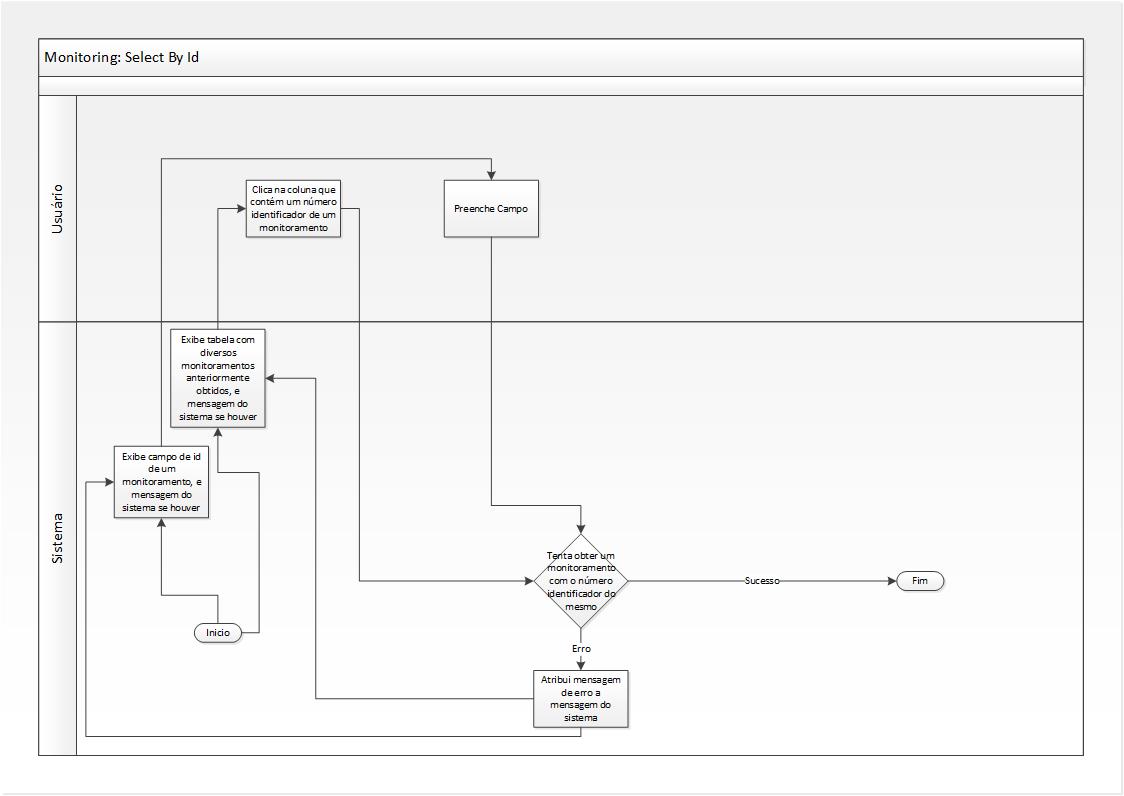 Monitoring: Select By Id
Usuário
Clica na coluna que
contém um número
identificador de um
monitoramento
Preenche Campo
Sistema
Exibe tabela com
diversos
monitoramentos
anteriormente
obtidos, e
mensagem do
sistema se houver
Exibe campo de id
de um
monitoramento, e
mensagem do
sistema se houver
Inicio
Tenta obter um
monitoramento
com o número
identificador do
mesmo
Sucesso
Fim
Erro
Atribui mensagem
de erro a
mensagem do
sistema